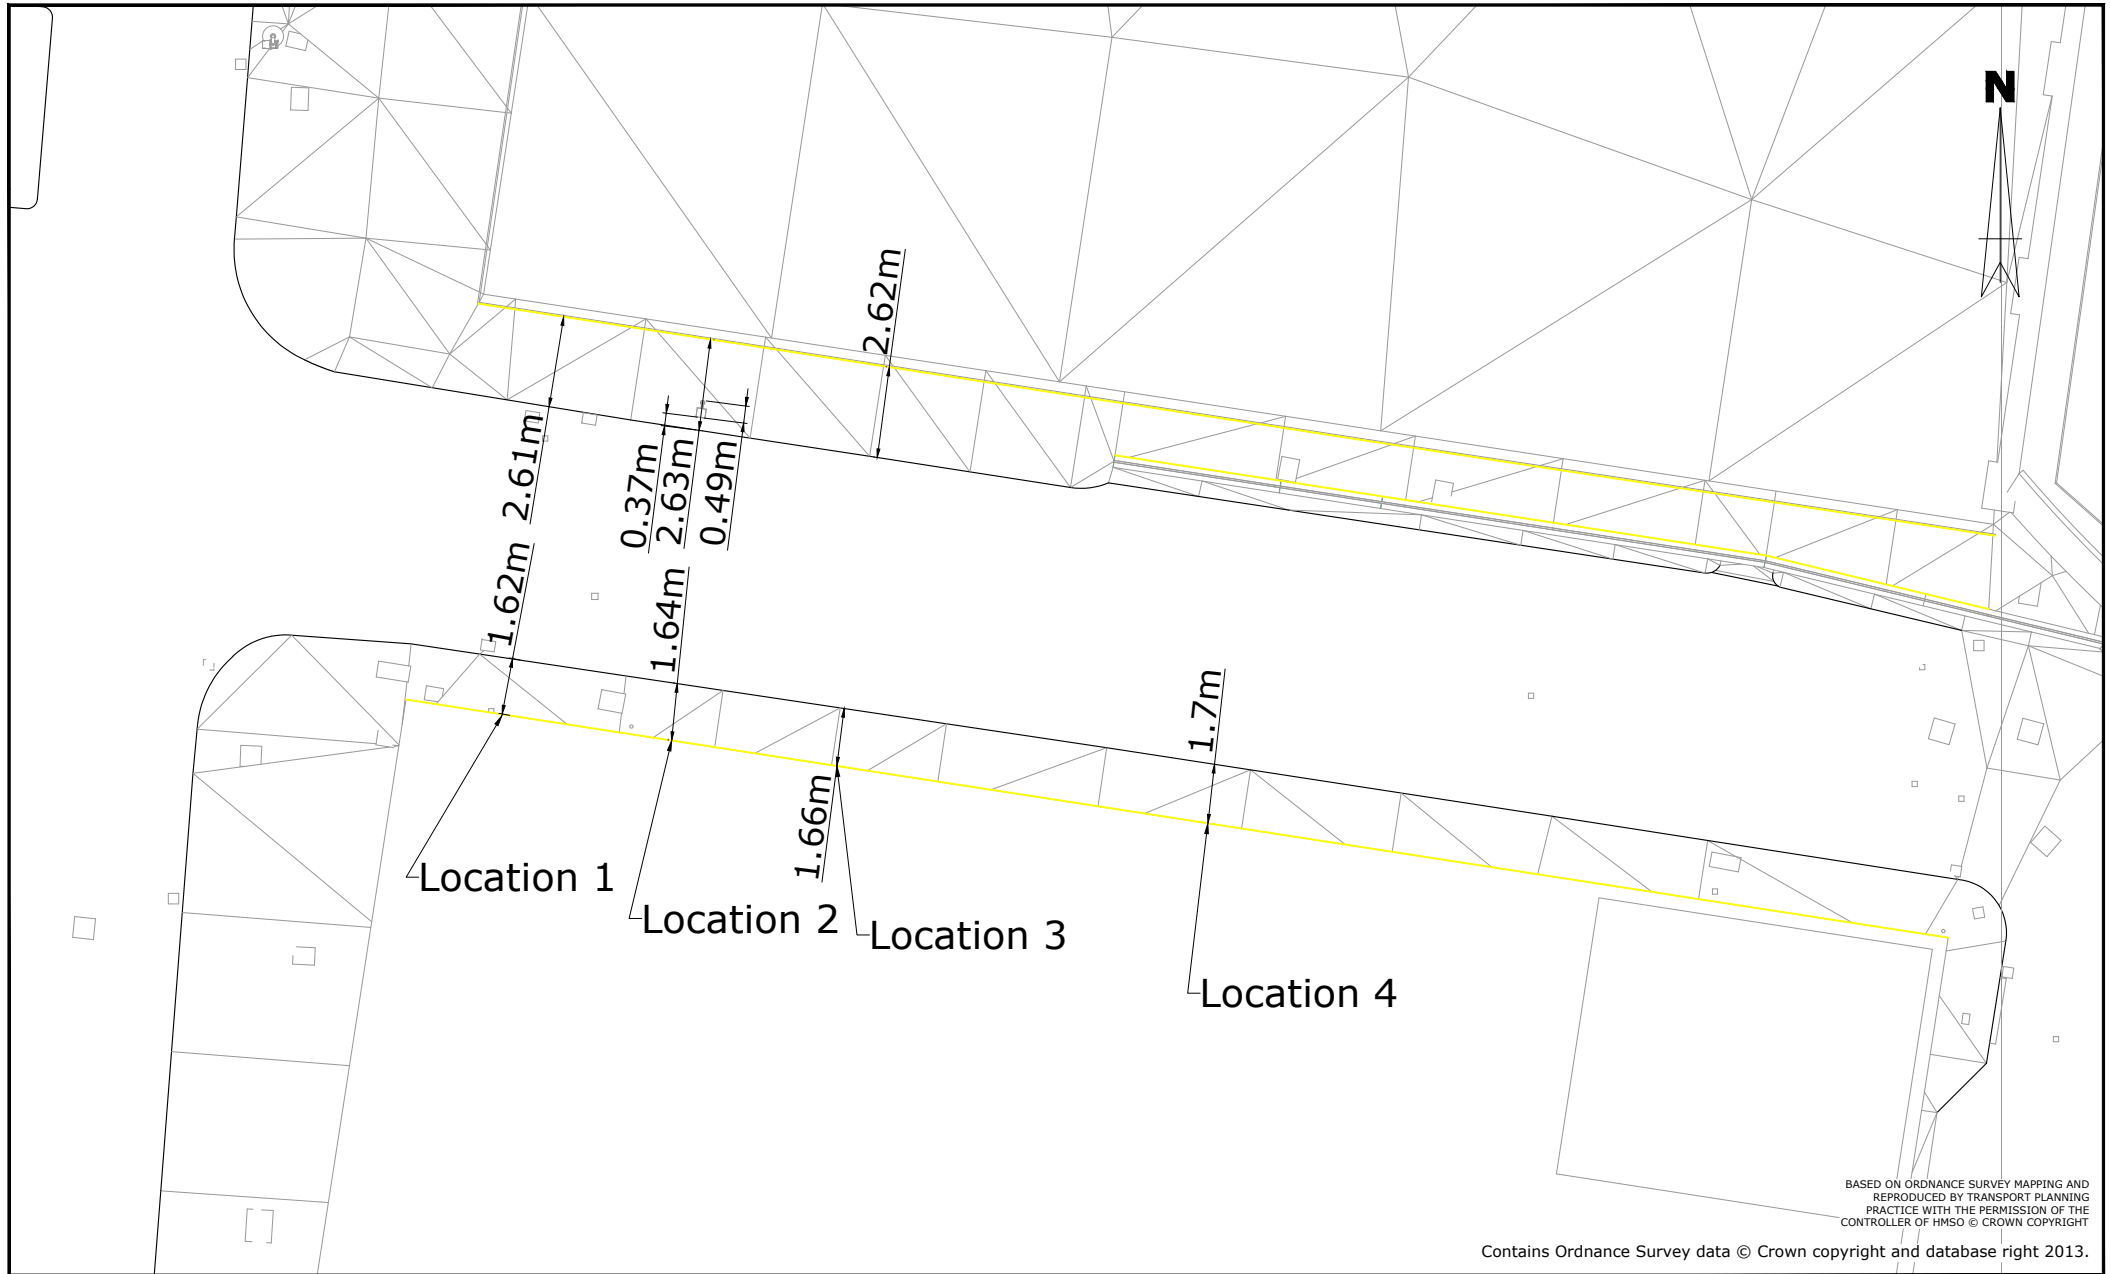 N
2.62m
2.61m
0.37m
2.63m
0.49m
1.62m
1.64m
1.7m
1.66m
Location 1
Location 2
Location 3
Location 4
BASED ON ORDNANCE SURVEY MAPPING AND
REPRODUCED BY TRANSPORT PLANNING
PRACTICE WITH THE PERMISSION OF THE
CONTROLLER OF HMSO © CROWN COPYRIGHT
Contains Ordnance Survey data © Crown copyright and database right 2013.